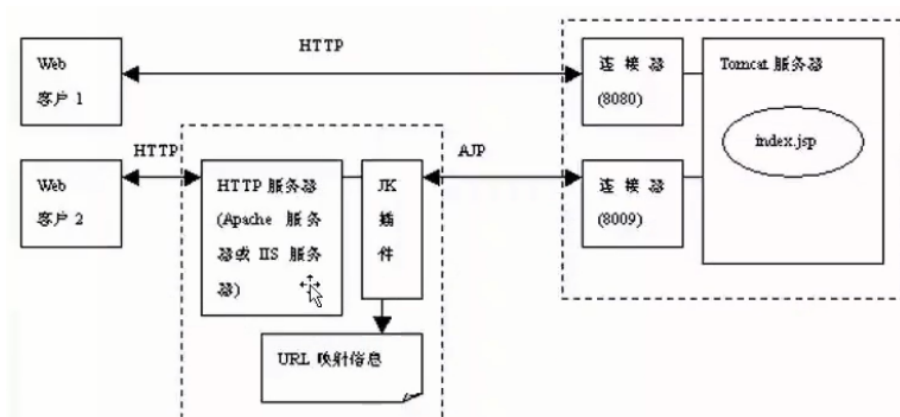 HTTP
Web
客户 1
连 接 器
(8080)
Tomcat 服务器
index.jsp
HTTP
AJP
Web
客户 2
HTTP 服务器
(Apache 服务
器或 IIS 服务
器)
JK
插
件
连 接 器
(8009)
URL 映射信息